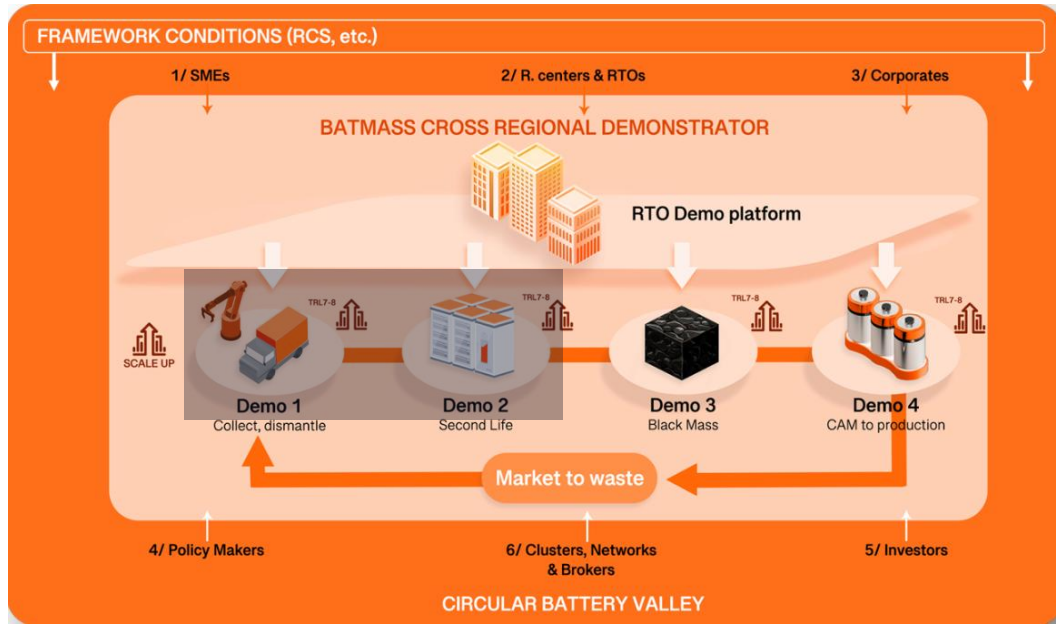 FRAMEWORK CONDITIONS (RCS, etc.)
1/ SMEs
2/ R. centers & RTOs
3/ Corporates
BATMASS CROSS REGIONAL DEMONSTRATOR
RTO Demo platform
TRL7-8
TRL7-8
TRL7-8
TRL7-8
SCALE UP
Demo 1
Collect, dismantle
Demo 2
Second Life
Demo 3
Black Mass
Demo 4
CAM to production
Market to waste
4/ Policy Makers
6/ Clusters, Networks
& Brokers
5/ Investors
CIRCULAR BATTERY VALLEY